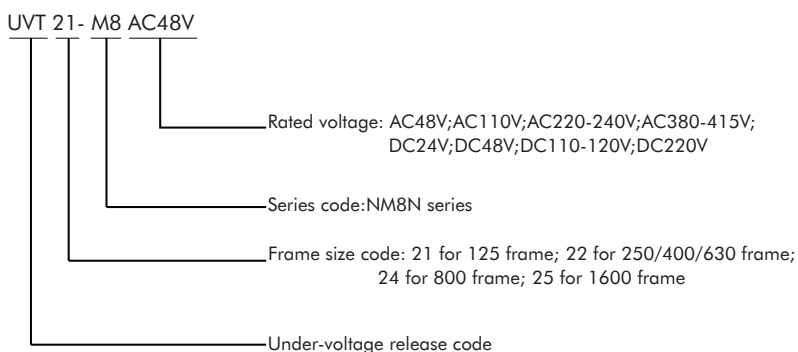 UVT 21- M8 AC48V
Rated voltage: AC48V;AC110V;AC220-240V;AC380-415V;
DC24V;DC48V;DC110-120V;DC220V
Series code:NM8N series
Frame size code: 21 for 125 frame; 22 for 250/400/630 frame;
24 for 800 frame; 25 for 1600 frame
Under-voltage release code